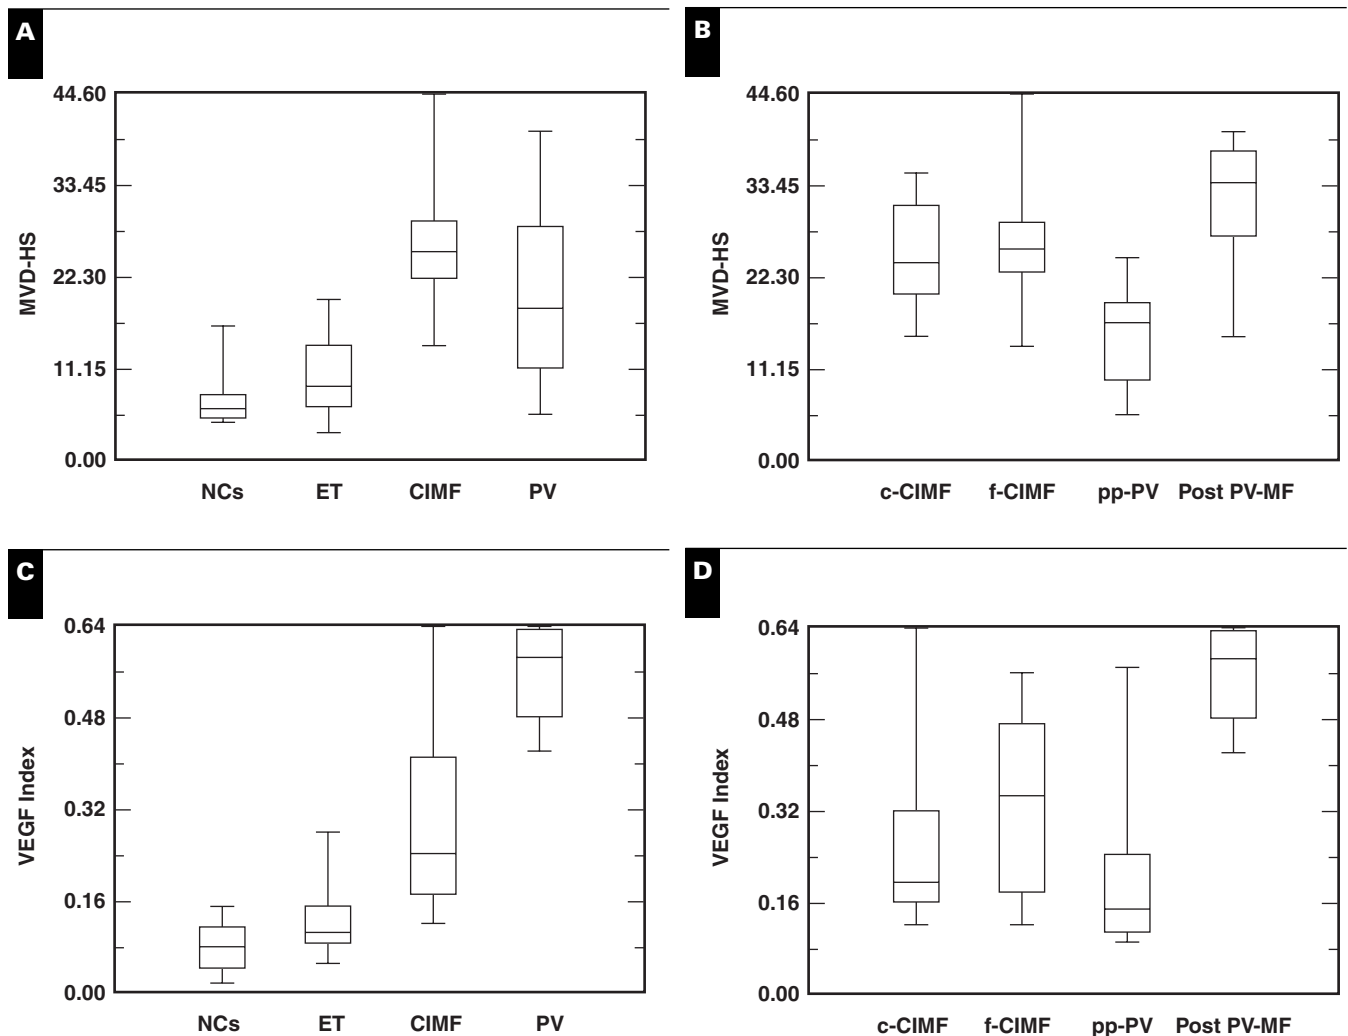 A
44.60
33.45
22.30
11.15
0.00
MVD-HS
NCs ET CIMF PV
B
44.60
33.45
22.30
11.15
0.00
MVD-HS
c-CIMF f-CIMF pp-PV Post PV-MF
C
0.64
0.48
0.32
0.16
0.00
VEGF Index
NCs ET CIMF PV
D
0.64
0.48
0.32
0.16
0.00
VEGF Index
c-CIMF f-CIMF pp-PV Post PV-MF